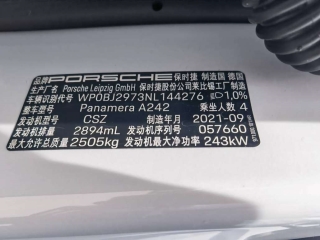 品牌 PORSCHE 保时捷 制造国 德国
生产厂名 Porsche Leipzig GmbH 保时捷股份公司莱比锡工厂制造
车辆识别代号 WP0BJ2973NL144276 1,0%
整车型号 Panamera A242 乘坐人数 4
发动机型号 CSZ 制造年月 2021-09
发动机排量 2894mL 发动机序号 057660
最大允许总质量 2505kg 发动机最大净功率 243kW